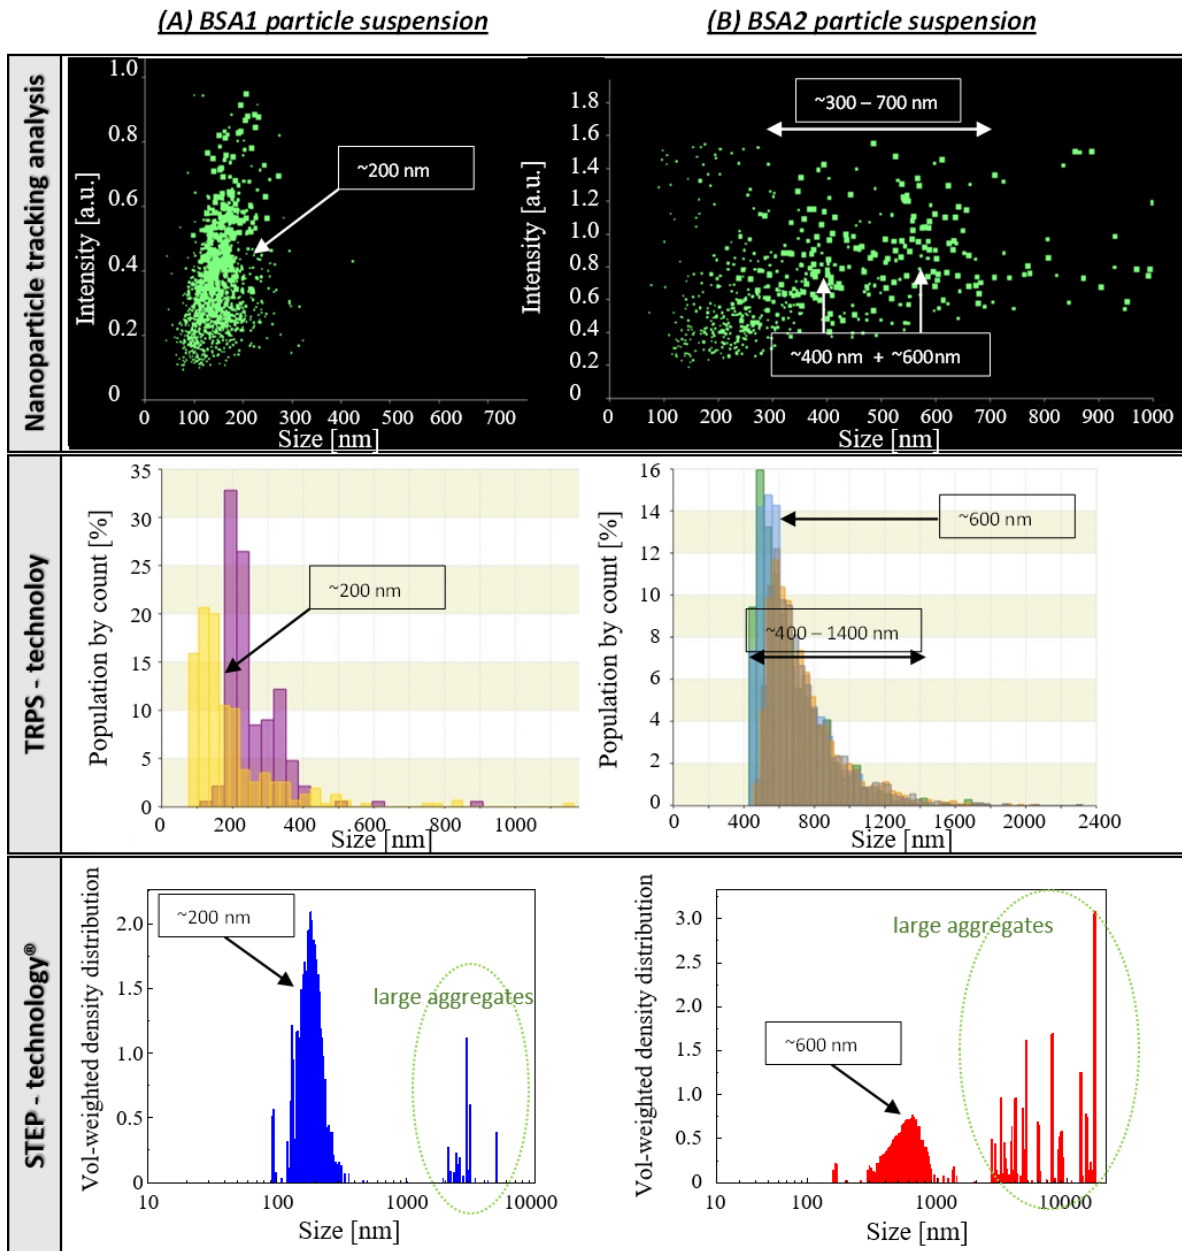 (A) BSA1 particle suspension
(B) BSA2 particle suspension
Nanoparticle tracking analysis
Intensity [a.u.]
1.0
0.8
0.6
0.4
0.2
0
~200 nm
0 100 200 300 400 500 600 700
Size [nm]
Intensity [a.u.]
1.8
1.6
1.4
1.2
1.0
0.8
0.6
0.4
0.2
0
~300 – 700 nm
~400 nm + ~600nm
0 100 200 300 400 500 600 700 800 900 1000
Size [nm]
TRPS - technoloy
Population by count [%]
35
30
25
20
15
10
5
0
~200 nm
0 200 400 600 800 1000
Size [nm]
Population by count [%]
16
14
12
10
8
6
4
2
0
~600 nm
~400 – 1400 nm
0 400 800 1200 1600 2000 2400
Size [nm]
STEP - technology®
Vol-weighted density distribution
2.0
1.5
1.0
0.5
0
~200 nm
large aggregates
10 100 1000 10000
Size [nm]
Vol-weighted density distribution
3.0
2.5
2.0
1.5
1.0
0.5
0
large aggregates
~600 nm
10 100 1000 10000
Size [nm]